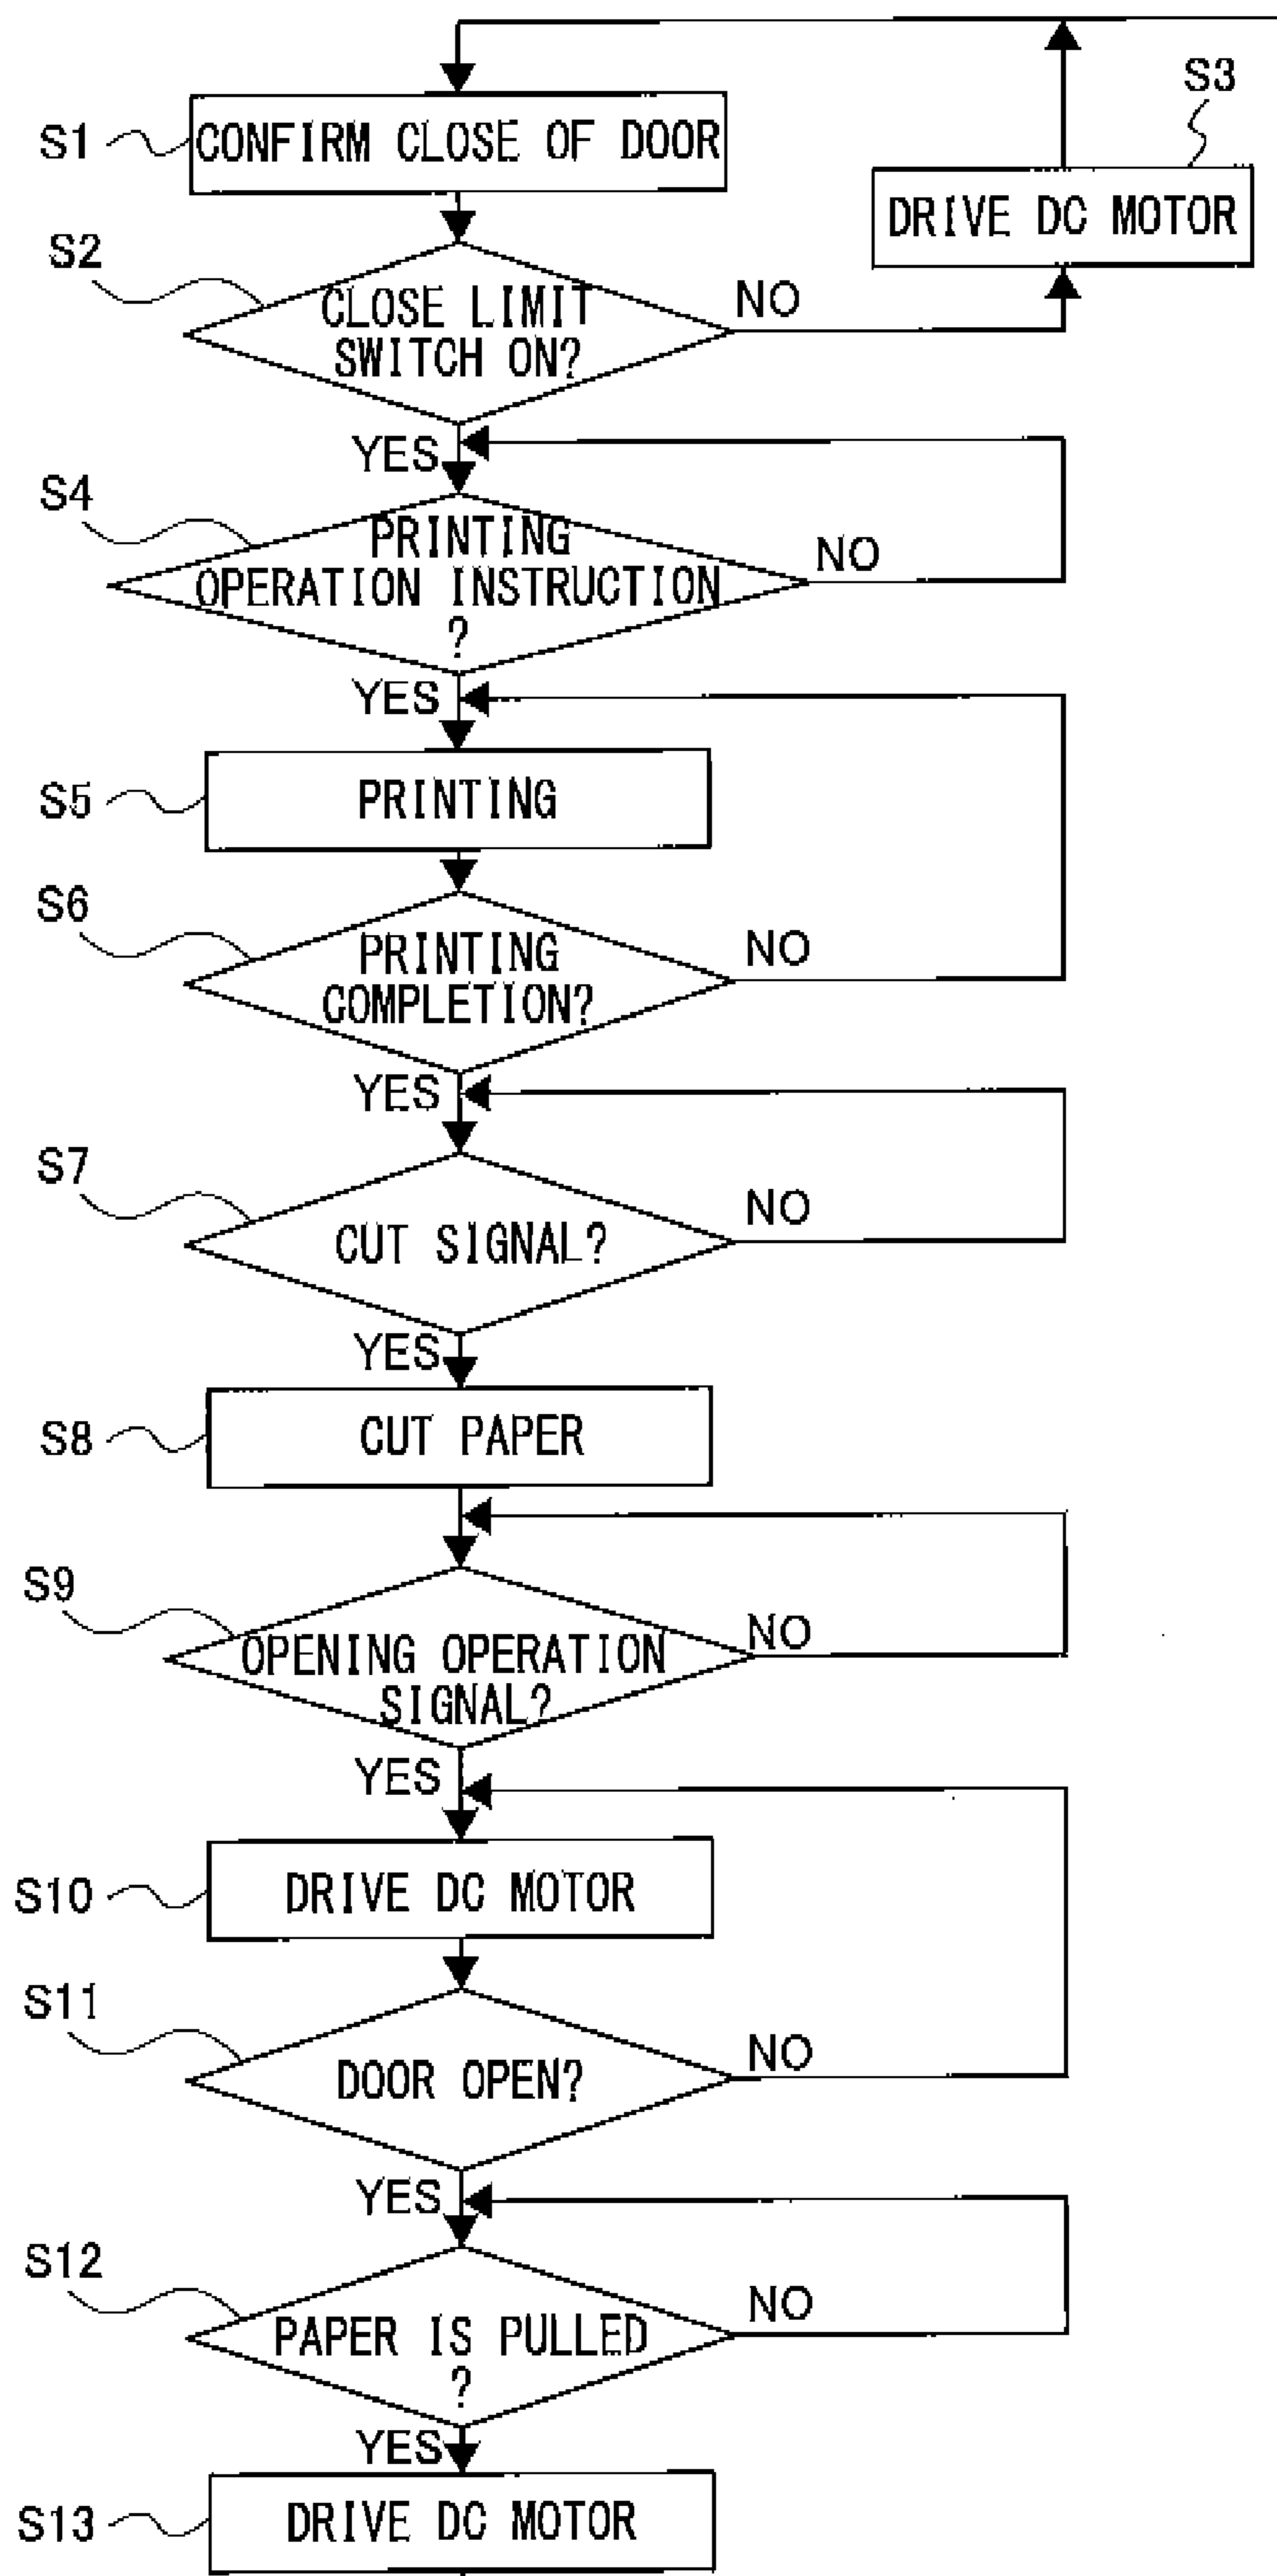 S3
S1
CONFIRM CLOSE OF DOOR
DRIVE DC MOTOR
S2
CLOSE LIMIT
SWITCH ON?
NO
YES
S4
PRINTING
OPERATION INSTRUCTION
?
NO
YES
S5
PRINTING
S6
PRINTING
COMPLETION?
NO
YES
S7
CUT SIGNAL?
NO
YES
S8
CUT PAPER
S9
OPENING OPERATION
SIGNAL?
NO
YES
S10
DRIVE DC MOTOR
S11
DOOR OPEN?
NO
YES
S12
PAPER IS PULLED
?
NO
YES
S13
DRIVE DC MOTOR